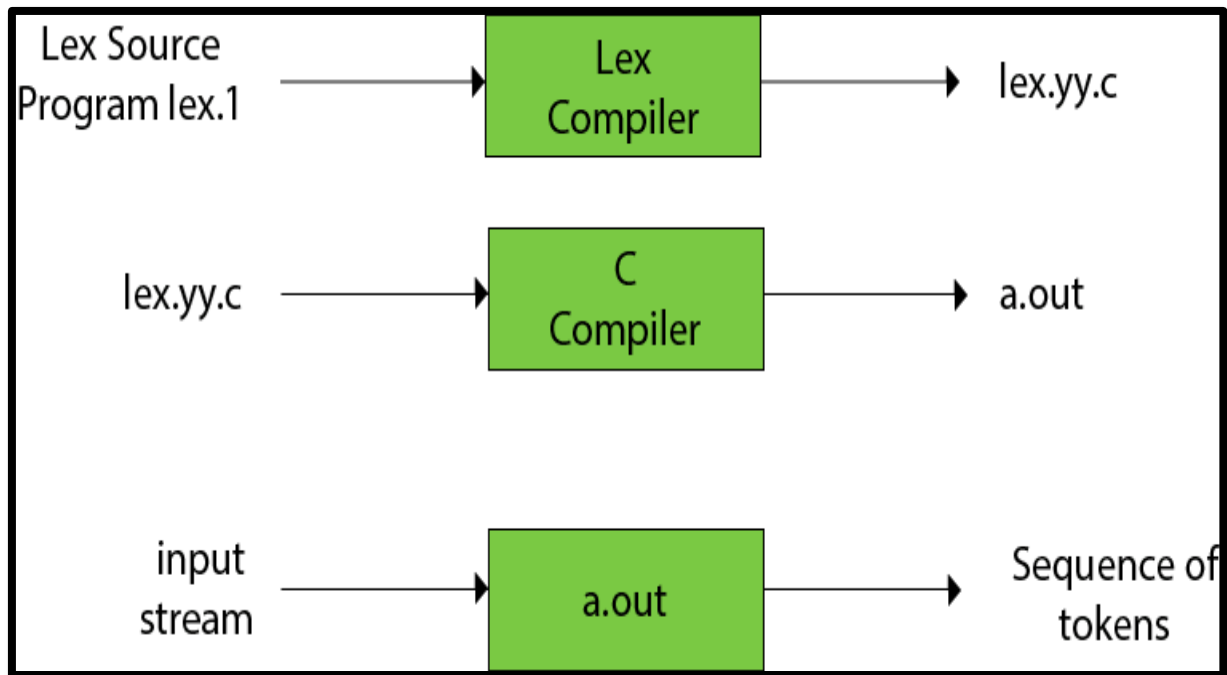 Lex Source
Program lex.1
Lex
Compiler
lex.yy.c
lex.yy.c
C
Compiler
a.out
input
stream
a.out
Sequence of
tokens